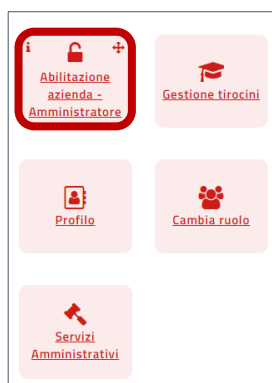 Abilitazione
azienda -
Amministratore
Gestione tirocini
Profilo
Cambia ruolo
Servizi
Amministrativi